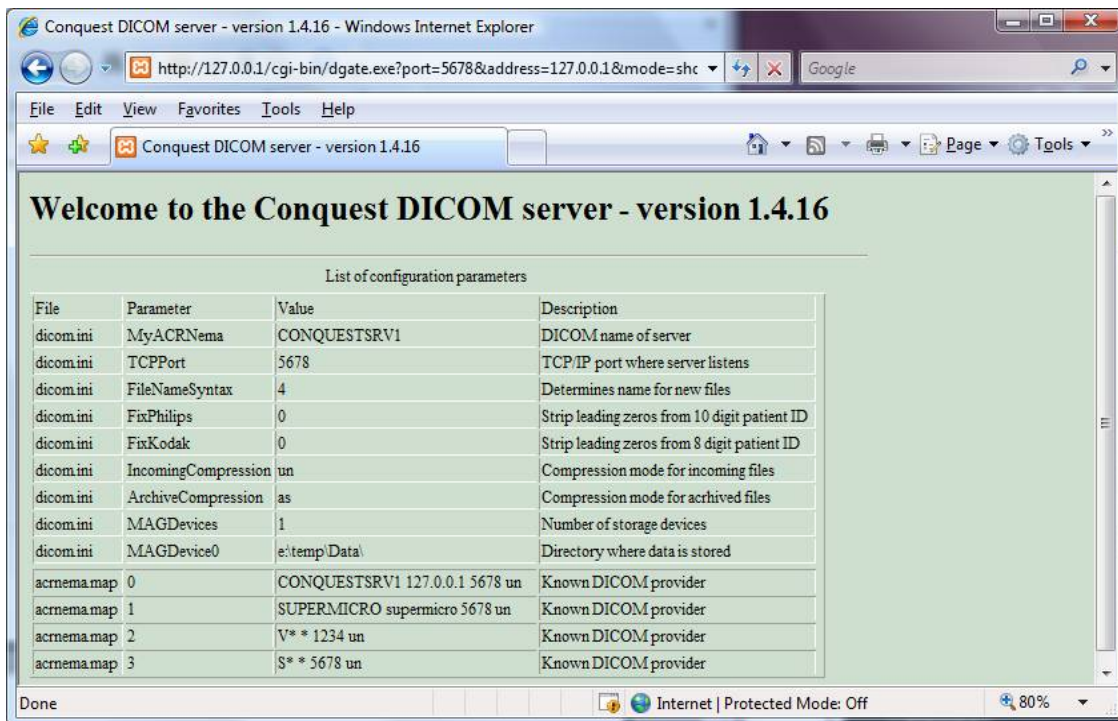 Conquest DICOM server - version 1.4.16 - Windows Internet Explorer
http://127.0.0.1/cgi-bin/dgate.exe?port=5678&address=127.0.0.1&mode=shc Google
File Edit View Favorites Tools Help
Conquest DICOM server - version 1.4.16 Page Tools
Welcome to the Conquest DICOM server - version 1.4.16
List of configuration parameters
File Parameter Value Description
dicom.ini MyACRNema CONQUESTSRV1 DICOM name of server
dicom.ini TCPPort 5678 TCP/IP port where server listens
dicom.ini FileNameSyntax 4 Determines name for new files
dicom.ini FixPhilips 0 Strip leading zeros from 10 digit patient ID
dicom.ini FixKodak 0 Strip leading zeros from 8 digit patient ID
dicom.ini IncomingCompression un Compression mode for incoming files
dicom.ini ArchiveCompression as Compression mode for acrhived files
dicom.ini MAGDevices 1 Number of storage devices
dicom.ini MAGDevice0 e:\temp\Data\ Directory where data is stored
acrnema.map 0 CONQUESTSRV1 127.0.0.1 5678 un Known DICOM provider
acrnema.map 1 SUPERMICRO supermicro 5678 un Known DICOM provider
acrnema.map 2 V* * 1234 un Known DICOM provider
acrnema.map 3 S* * 5678 un Known DICOM provider
Done Internet | Protected Mode: Off 80%